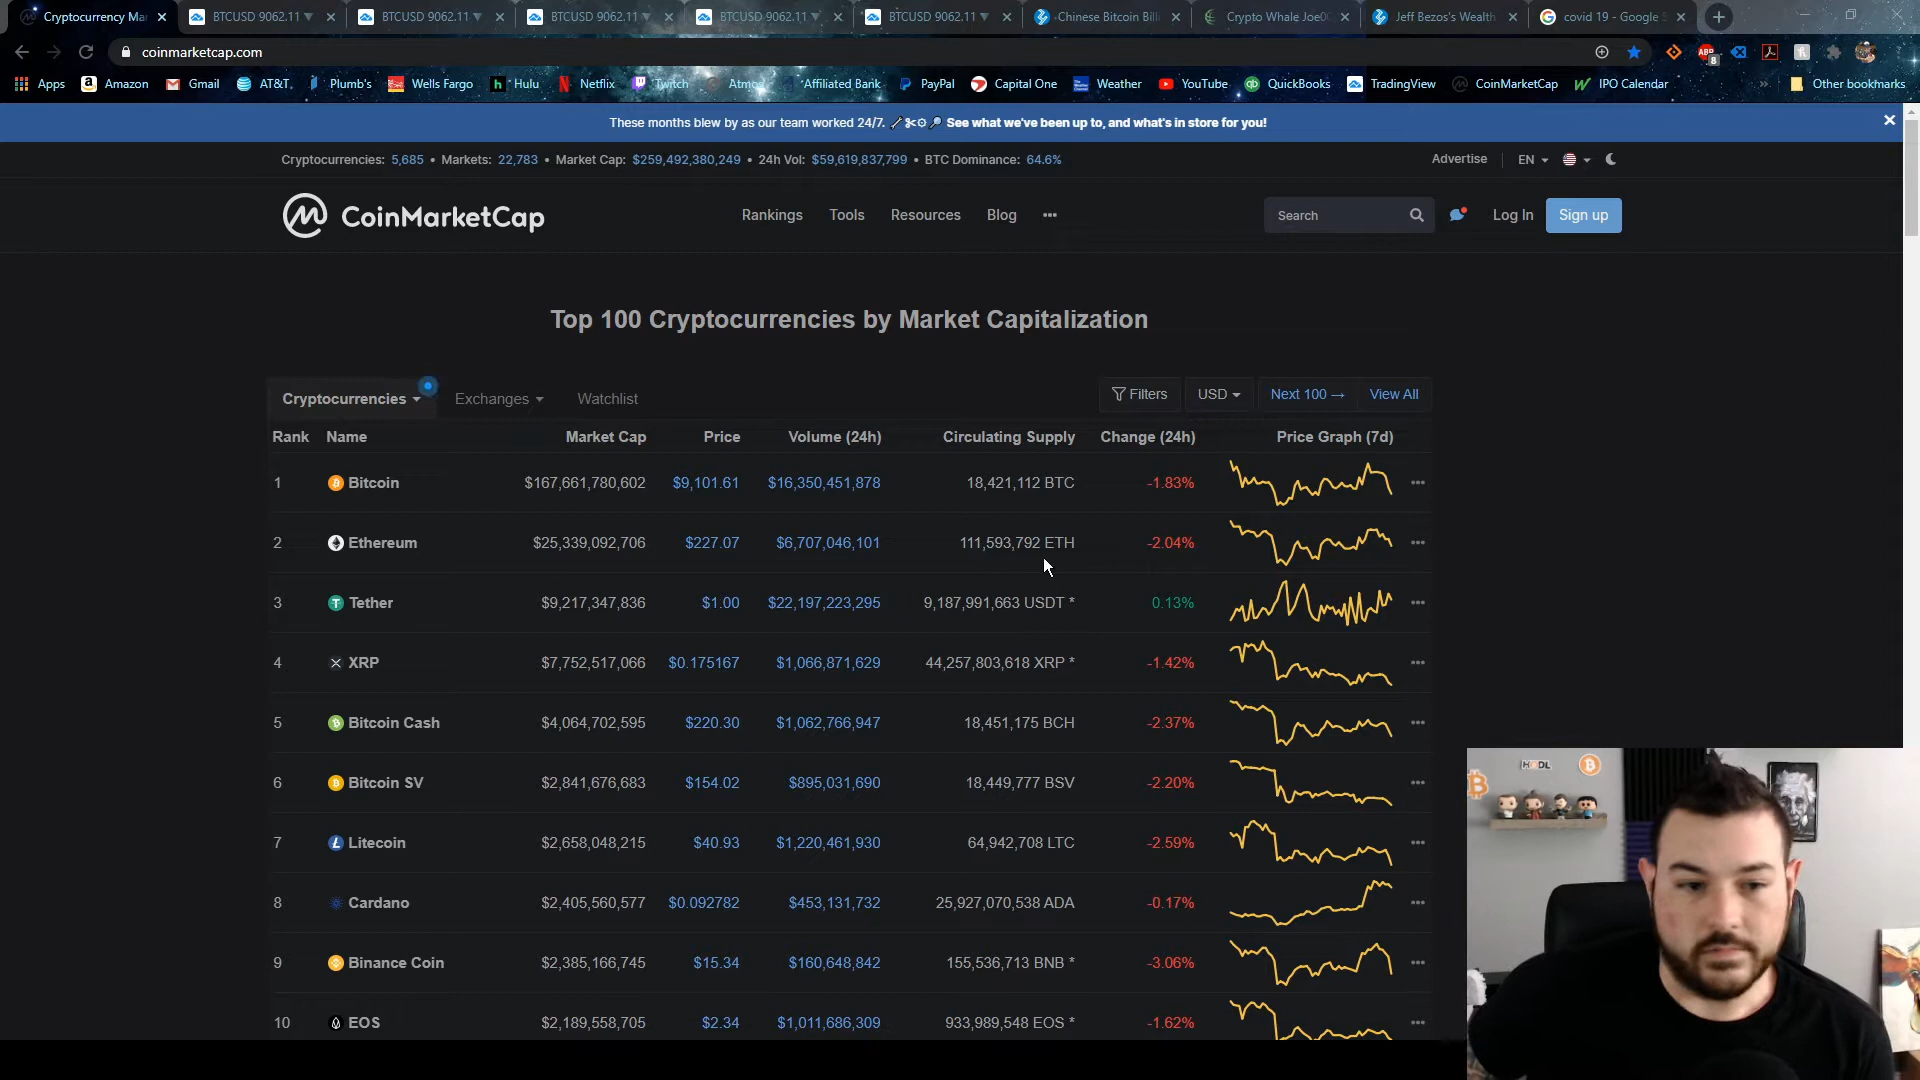 Cryptocurrency Ma
BTCUSD 9062.11 ▼
BTCUSD 9062.11 ▼
BTCUSD 9062.11 ▼
BTCUSD 9062.11 ▼
BTCUSD 9062.11 ▼
Chinese Bitcoin Bill
Crypto Whale Joe0
Jeff Bezos's Wealth
covid 19 - Google S
coinmarketcap.com
ABP
8
Apps Amazon Gmail AT&T, Plumb's Wells Fargo Hulu Netflix Twitch Atmos *Affiliated Bank PayPal Capital One Weather YouTube QuickBooks TradingView CoinMarketCap IPO Calendar » Other bookmarks
These months blew by as our team worked 24/7. See what we've been up to, and what's in store for you!
Cryptocurrencies: 5,685 • Markets: 22,783 • Market Cap: $259,492,380,249 • 24h Vol: $59,619,837,799 • BTC Dominance: 64.6%
Advertise EN
CoinMarketCap
Rankings Tools Resources Blog
Search
Log In Sign up
Top 100 Cryptocurrencies by Market Capitalization
Cryptocurrencies Exchanges Watchlist
Filters USD Next 100 → View All
Rank Name Market Cap Price Volume (24h) Circulating Supply Change (24h) Price Graph (7d)
1 Bitcoin $167,661,780,602 $9,101.61 $16,350,451,878 18,421,112 BTC -1.83%
2 Ethereum $25,339,092,706 $227.07 $6,707,046,101 111,593,792 ETH -2.04%
3 Tether $9,217,347,836 $1.00 $22,197,223,295 9,187,991,663 USDT * 0.13%
4 XRP $7,752,517,066 $0.175167 $1,066,871,629 44,257,803,618 XRP * -1.42%
5 Bitcoin Cash $4,064,702,595 $220.30 $1,062,766,947 18,451,175 BCH -2.37%
6 Bitcoin SV $2,841,676,683 $154.02 $895,031,690 18,449,777 BSV -2.20%
7 Litecoin $2,658,048,215 $40.93 $1,220,461,930 64,942,708 LTC -2.59%
8 Cardano $2,405,560,577 $0.092782 $453,131,732 25,927,070,538 ADA -0.17%
9 Binance Coin $2,385,166,745 $15.34 $160,648,842 155,536,713 BNB * -3.06%
10 EOS $2,189,558,705 $2.34 $1,011,686,309 933,989,548 EOS * -1.62%